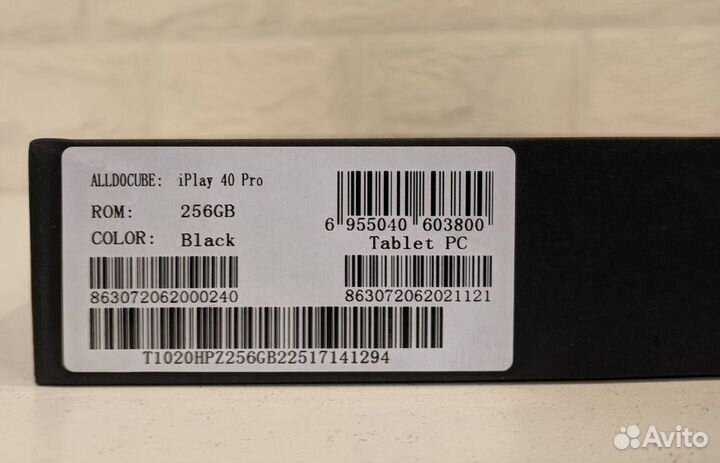 ALLDOCUBE: iPlay 40 Pro
ROM: 256GB
COLOR: Black
6 955040 603800
Tablet PC
863072062000240
863072062021121
T1020HPZ256GB22517141294
Avito